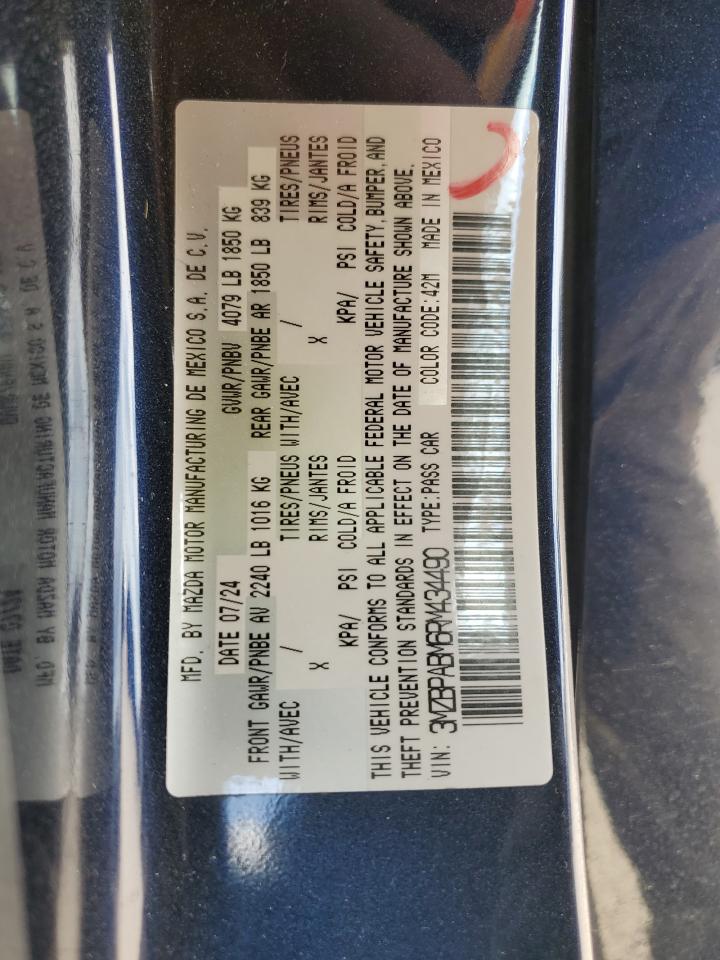 MFD. BY MAZDA MOTOR MANUFACTURING DE MEXICO S.A. DE C.V.
DATE 07/24 GVWR/PNBV 4079 LB 1850 KG
FRONT GAWR/PNBE AV 2240 LB 1016 KG REAR GAWR/PNBE AR 1850 LB 839 KG
WITH/AVEC / TIRES/PNEUS WITH/AVEC / TIRES/PNEUS
X RIMS/JANTES X RIMS/JANTES
KPA/ PSI COLD/A FROID KPA/ PSI COLD/A FROID
THIS VEHICLE CONFORMS TO ALL APPLICABLE FEDERAL MOTOR VEHICLE SAFETY, BUMPER, AND
THEFT PREVENTION STANDARDS IN EFFECT ON THE DATE OF MANUFACTURE SHOWN ABOVE.
VIN: 3MZBPABM6RM434490 TYPE:PASS CAR COLOR CODE:42M MADE IN MEXICO